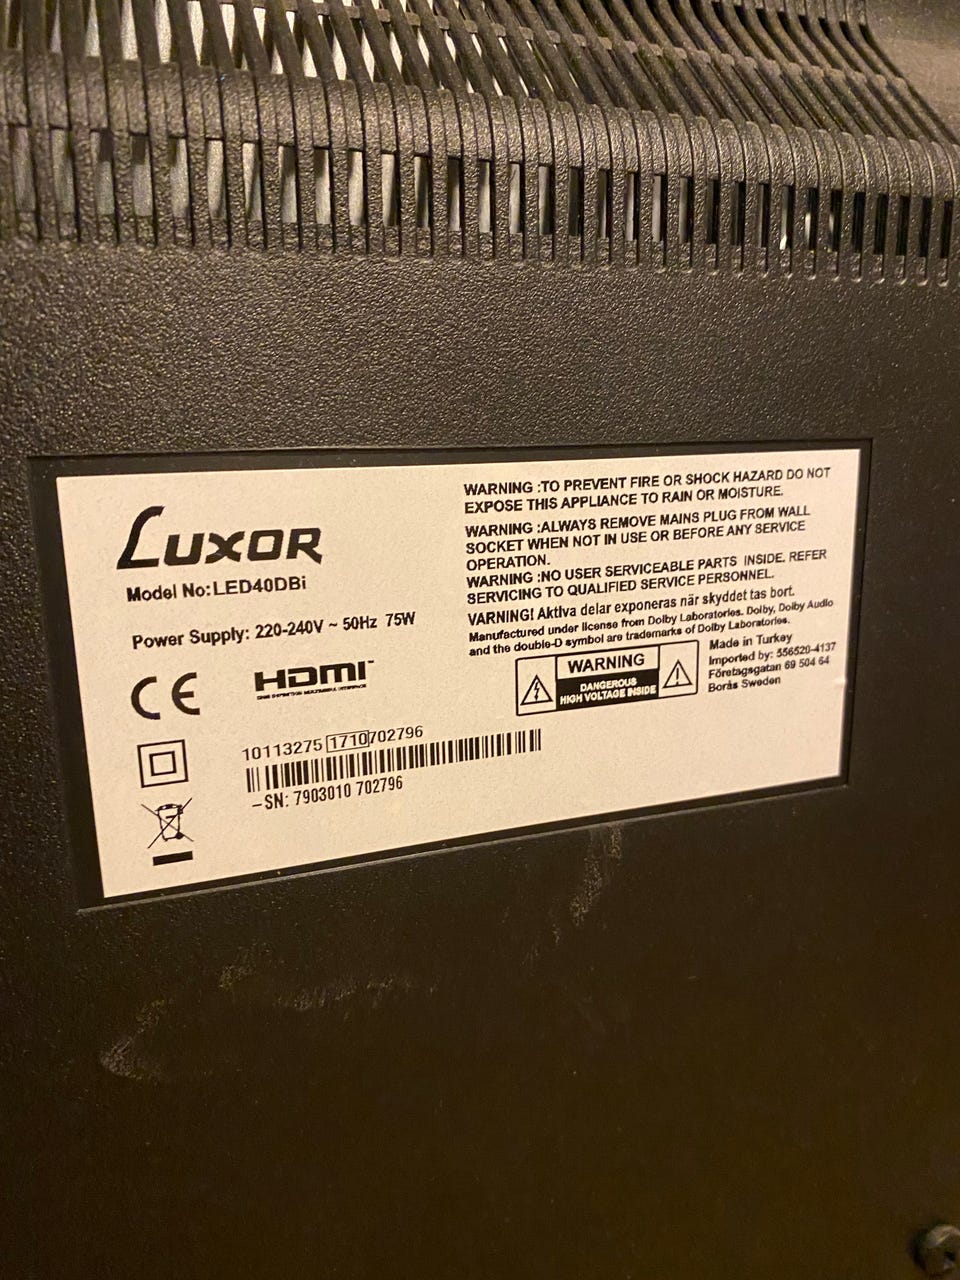 LUXOR
Model No:LED40DBi
Power Supply: 220-240V ~ 50Hz 75W
CE
HDMI™
HIGH DEFINITION MULTIMEDIA INTERFACE
10113275 1710 702796
-SN: 7903010 702796
WARNING :TO PREVENT FIRE OR SHOCK HAZARD DO NOT
EXPOSE THIS APPLIANCE TO RAIN OR MOISTURE.
WARNING :ALWAYS REMOVE MAINS PLUG FROM WALL
SOCKET WHEN NOT IN USE OR BEFORE ANY SERVICE
OPERATION.
WARNING :NO USER SERVICEABLE PARTS INSIDE. REFER
SERVICING TO QUALIFIED SERVICE PERSONNEL.
VARNING! Aktiva delar exponeras när skyddet tas bort.
Manufactured under license from Dolby Laboratories. Dolby, Dolby Audio
and the double-D symbol are trademarks of Dolby Laboratories.
WARNING
DANGEROUS
HIGH VOLTAGE INSIDE
Made in Turkey
Imported by: 556520-4137
Företagsgatan 69 504 64
Borås Sweden